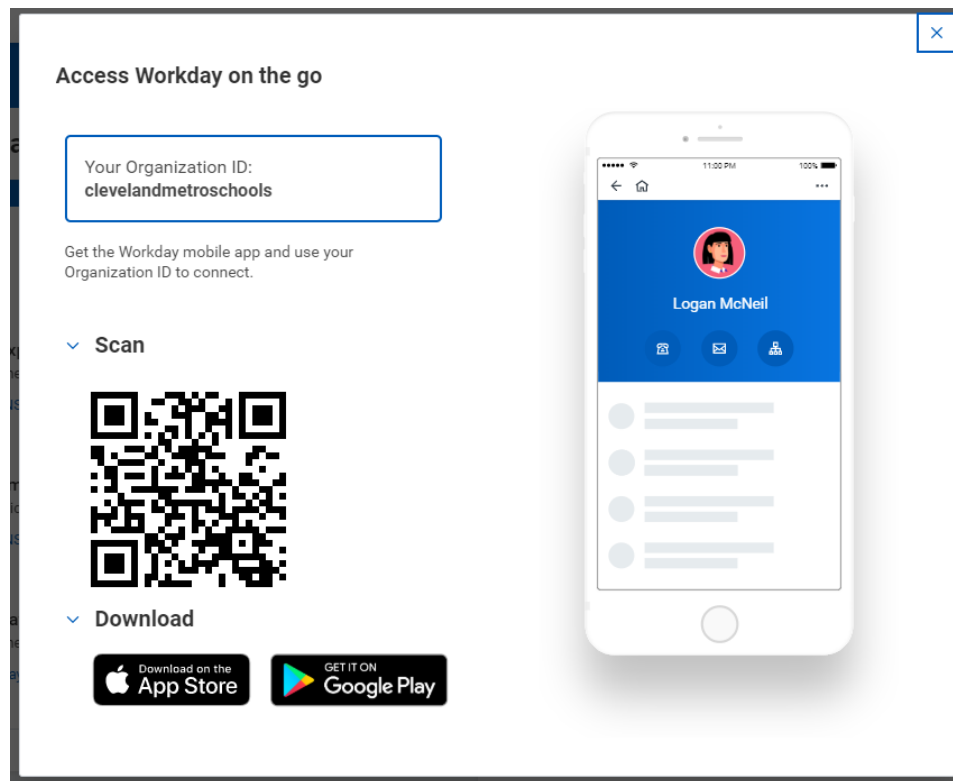 Access Workday on the go
Your Organization ID:
clevelandmetroschools
Get the Workday mobile app and use your
Organization ID to connect.
Scan
Download
Download on the
App Store
GET IT ON
Google Play
11:00 PM
100%
Logan McNeil